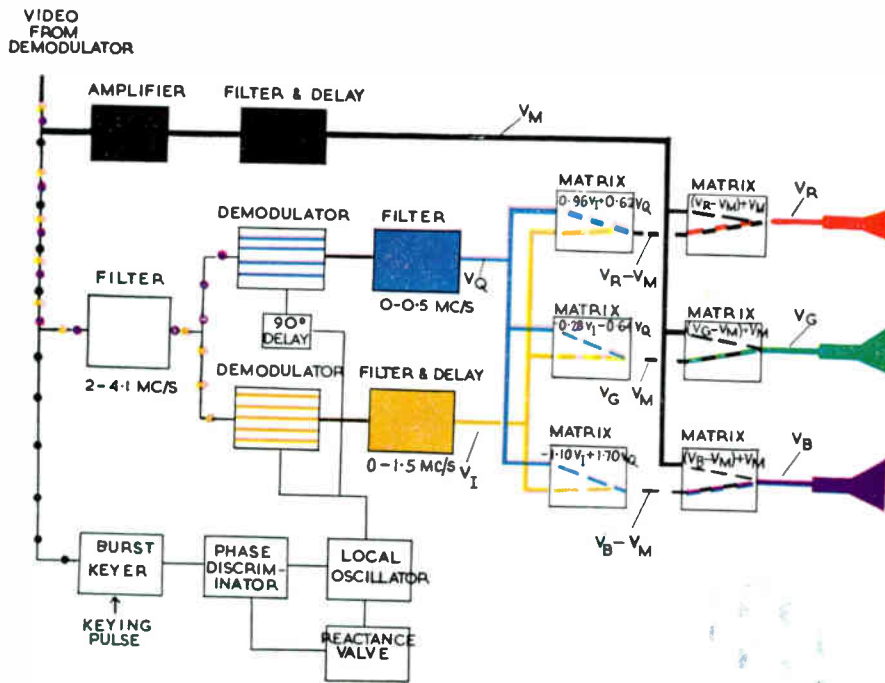 VIDEO
FROM
DEMODULATOR
AMPLIFIER
FILTER & DELAY
V_M
MATRIX
0·96V_I+0·62V_Q
V_R–V_M
MATRIX
(V_R–V_M)+V_M
V_R
DEMODULATOR
FILTER
0–0·5 MC/S
V_Q
FILTER
2–4·1 MC/S
90°
DELAY
MATRIX
-0·28V_I–0·64V_Q
V_G V_M
MATRIX
(V_G–V_M)+V_M
V_G
DEMODULATOR
FILTER & DELAY
0–1·5 MC/S
V_I
MATRIX
-1·10V_I+1·70V_Q
V_B–V_M
MATRIX
(V_B–V_M)+V_M
V_B
BURST
KEYER
KEYING
PULSE
PHASE
DISCRIM-
INATOR
LOCAL
OSCILLATOR
REACTANCE
VALVE